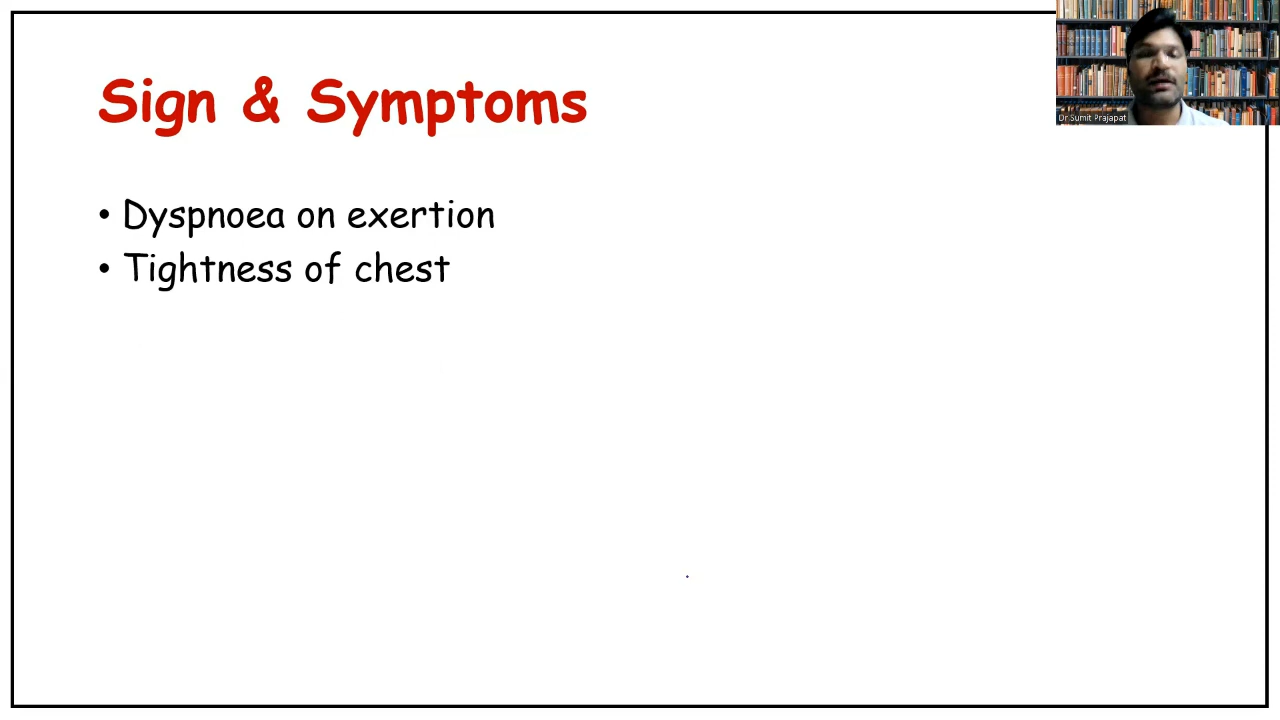 Sign & Symptoms
• Dyspnoea on exertion
• Tightness of chest
Dr.Sumit Prajapat